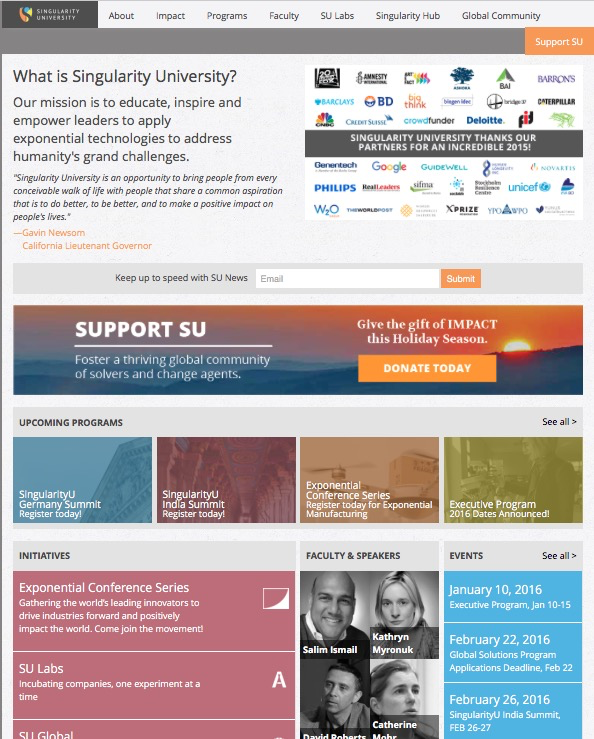 SINGULARITY
UNIVERSITY
About Impact Programs Faculty SU Labs Singularity Hub Global Community
Support SU
What is Singularity University?
Our mission is to educate, inspire and
empower leaders to apply
exponential technologies to address
humanity's grand challenges.
"Singularity University is an opportunity to bring people from every
conceivable walk of life with people that share a common aspiration
that is to do better, to be better, and to make a positive impact on
people's lives."
—Gavin Newsom
California Lieutenant Governor
AMNESTY
INTERNATIONAL
ASHOKA
BAI
BARRON'S
BARCLAYS
BD
big
think
biogen idec
bridge
CATERPILLAR
CNBC
CREDIT SUISSE
crowdfunder
Deloitte.
SINGULARITY UNIVERSITY THANKS OUR
PARTNERS FOR AN INCREDIBLE 2015!
Genentech
Google
GUIDEWELL
NOVARTIS
PHILIPS
RealLeaders
sifma
Stockholm
Resilience
Centre
unicef
W2O
THEWORLDPOST
XPRIZE
YPO WPO
Keep up to speed with SU News Email Submit
SUPPORT SU
Foster a thriving global community
of solvers and change agents.
Give the gift of IMPACT
this Holiday Season.
DONATE TODAY
UPCOMING PROGRAMS See all >
SingularityU
Germany Summit
Register today!
SingularityU
India Summit
Register today!
Exponential
Conference Series
Register today for Exponential
Manufacturing
Executive Program
2016 Dates Announced!
INITIATIVES
Exponential Conference Series
Gathering the world's leading innovators to
drive industries forward and positively
impact the world. Come join the movement!
SU Labs
Incubating companies, one experiment at a
time
A
SU Global
FACULTY & SPEAKERS
Salim Ismail
Kathryn
Myronuk
David Roberts
Catherine
Mohr
EVENTS See all >
January 10, 2016
Executive Program, Jan 10-15
February 22, 2016
Global Solutions Program
Applications Deadline, Feb 22
February 26, 2016
SingularityU India Summit,
FEB 26-27